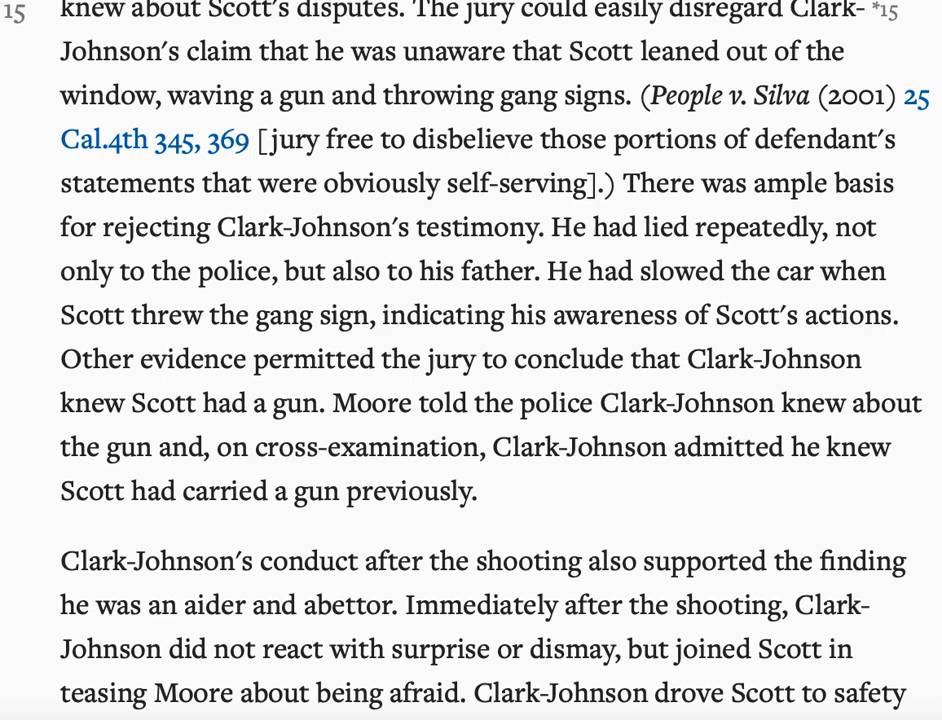 15 knew about Scott's disputes. The jury could easily disregard Clark- *15
Johnson's claim that he was unaware that Scott leaned out of the
window, waving a gun and throwing gang signs. (People v. Silva (2001) 25
Cal.4th 345, 369 [jury free to disbelieve those portions of defendant's
statements that were obviously self-serving].) There was ample basis
for rejecting Clark-Johnson's testimony. He had lied repeatedly, not
only to the police, but also to his father. He had slowed the car when
Scott threw the gang sign, indicating his awareness of Scott's actions.
Other evidence permitted the jury to conclude that Clark-Johnson
knew Scott had a gun. Moore told the police Clark-Johnson knew about
the gun and, on cross-examination, Clark-Johnson admitted he knew
Scott had carried a gun previously.
Clark-Johnson's conduct after the shooting also supported the finding
he was an aider and abettor. Immediately after the shooting, Clark-
Johnson did not react with surprise or dismay, but joined Scott in
teasing Moore about being afraid. Clark-Johnson drove Scott to safety